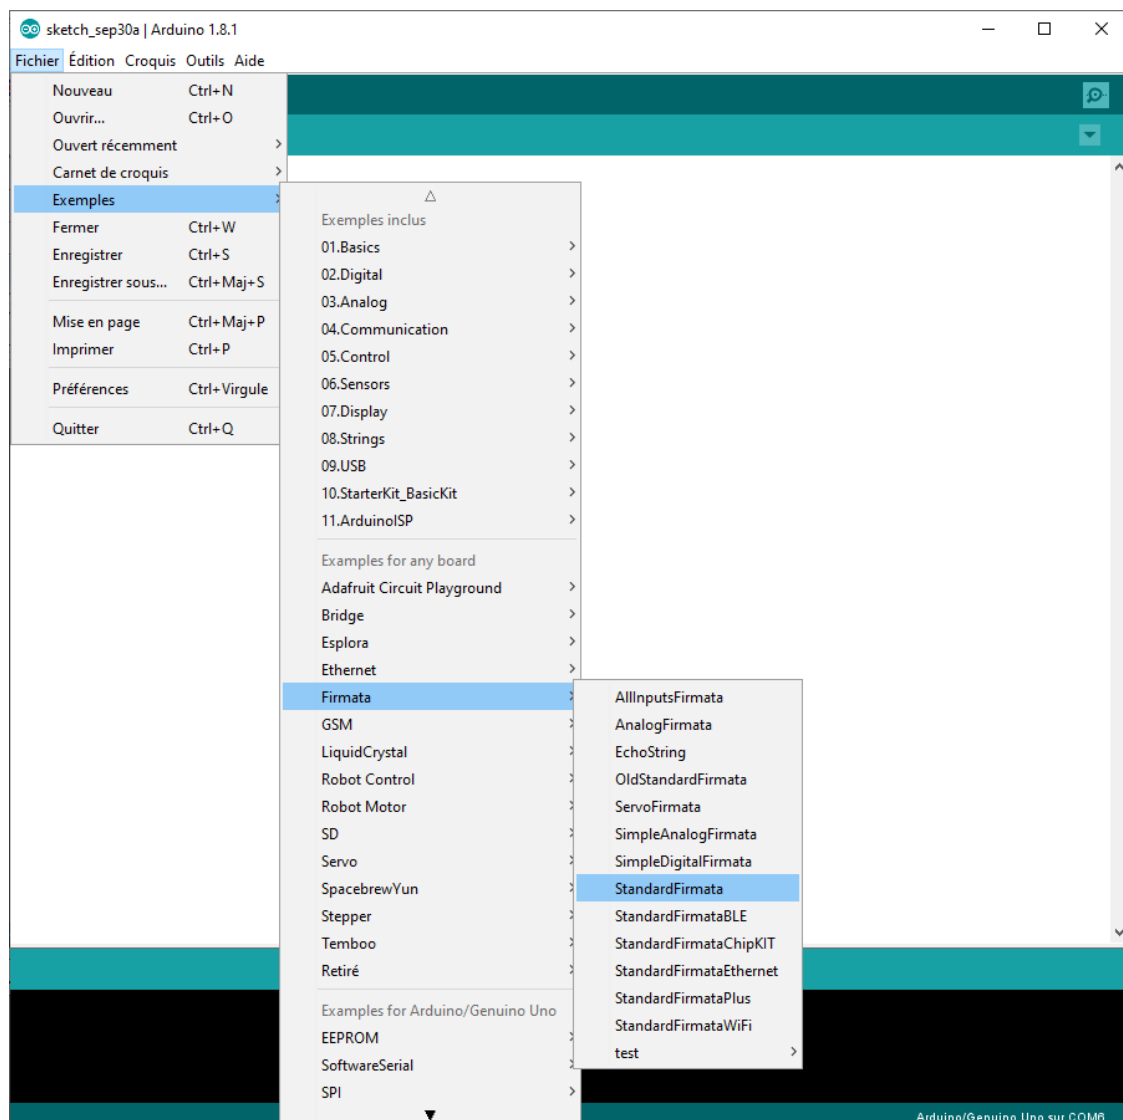 sketch_sep30a | Arduino 1.8.1
Fichier Édition Croquis Outils Aide
Nouveau Ctrl+N
Ouvrir... Ctrl+O
Ouvert récemment
Carnet de croquis
Exemples
Fermer Ctrl+W
Enregistrer Ctrl+S
Enregistrer sous... Ctrl+Maj+S
Mise en page Ctrl+Maj+P
Imprimer Ctrl+P
Préférences Ctrl+Virgule
Quitter Ctrl+Q
Exemples inclus
01.Basics
02.Digital
03.Analog
04.Communication
05.Control
06.Sensors
07.Display
08.Strings
09.USB
10.StarterKit_BasicKit
11.ArduinoISP
Examples for any board
Adafruit Circuit Playground
Bridge
Esplora
Ethernet
Firmata
GSM
LiquidCrystal
Robot Control
Robot Motor
SD
Servo
SpacebrewYun
Stepper
Temboo
Retiré
Examples for Arduino/Genuino Uno
EEPROM
SoftwareSerial
SPI
AllInputsFirmata
AnalogFirmata
EchoString
OldStandardFirmata
ServoFirmata
SimpleAnalogFirmata
SimpleDigitalFirmata
StandardFirmata
StandardFirmataBLE
StandardFirmataChipKIT
StandardFirmataEthernet
StandardFirmataPlus
StandardFirmataWiFi
test
Arduino/Genuino Uno sur COM6